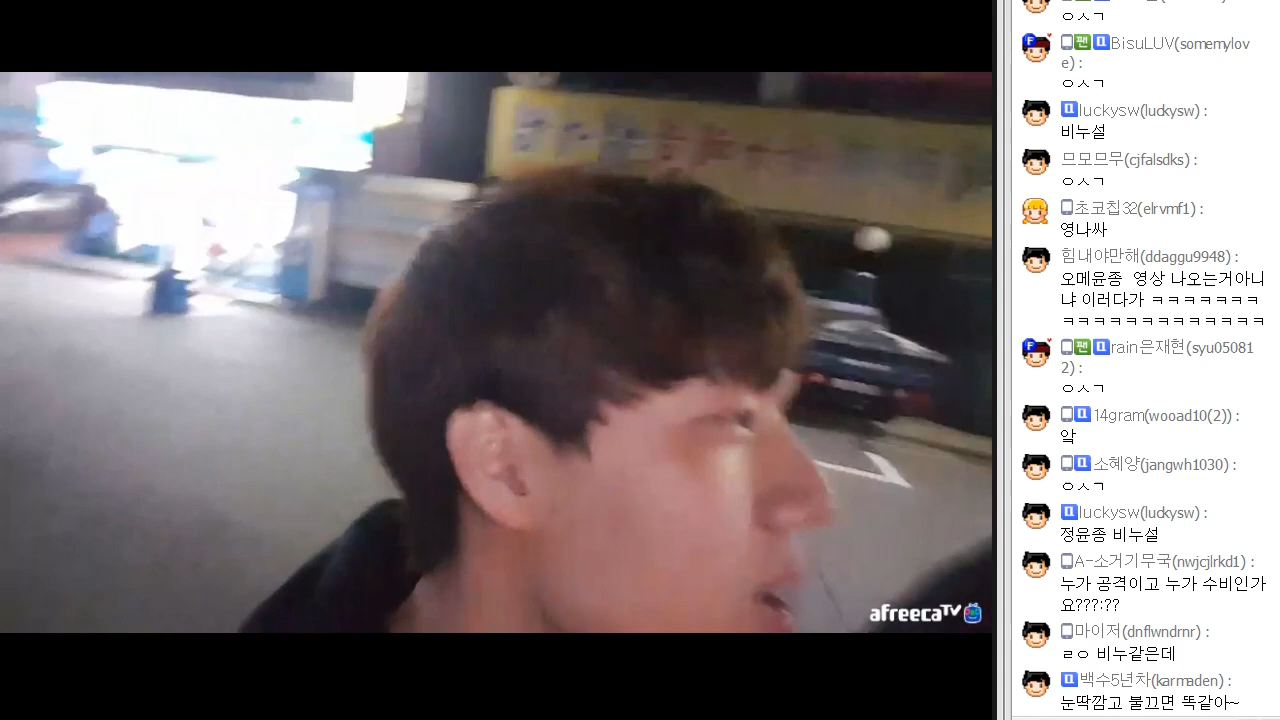 ㅇㅅㄱ
팬 BisuLUV(somemylov
e) :
ㅇㅅㄱ
luckysw(luckysw) :
비누설
므모므무(cjfalsdks) :
ㅇㅅㄱ
초코칩32(elrvmf1) :
영나싸
힘내야만해(ddaggu9948) :
오메윤종 영상 나오는거아니
냐 이러다가 ㅋㅋㅋㅋㅋㅋㅋ
ㅋㅋㅋㅋㅋㅋㅋㅋㅋㅋㅋㅋㅋ
팬 rain은재현(syu05081
2) :
ㅇㅅㄱ
14gram(wooad10(2)) :
앜
소혜양(jangwh1030) :
ㅇㅅㄱ
luckysw(luckysw) :
정윤종 비누설
A-소거기무국(nwjcjlrkd1) :
누가 공격이고 누가 수비인가
요???:??
마이저(dnflwndrnr) :
ㄹㅇ 비누같은데
백수5년차(karmaden) :
눈딱깜고 불끄면 똑같아~
afreecaTV